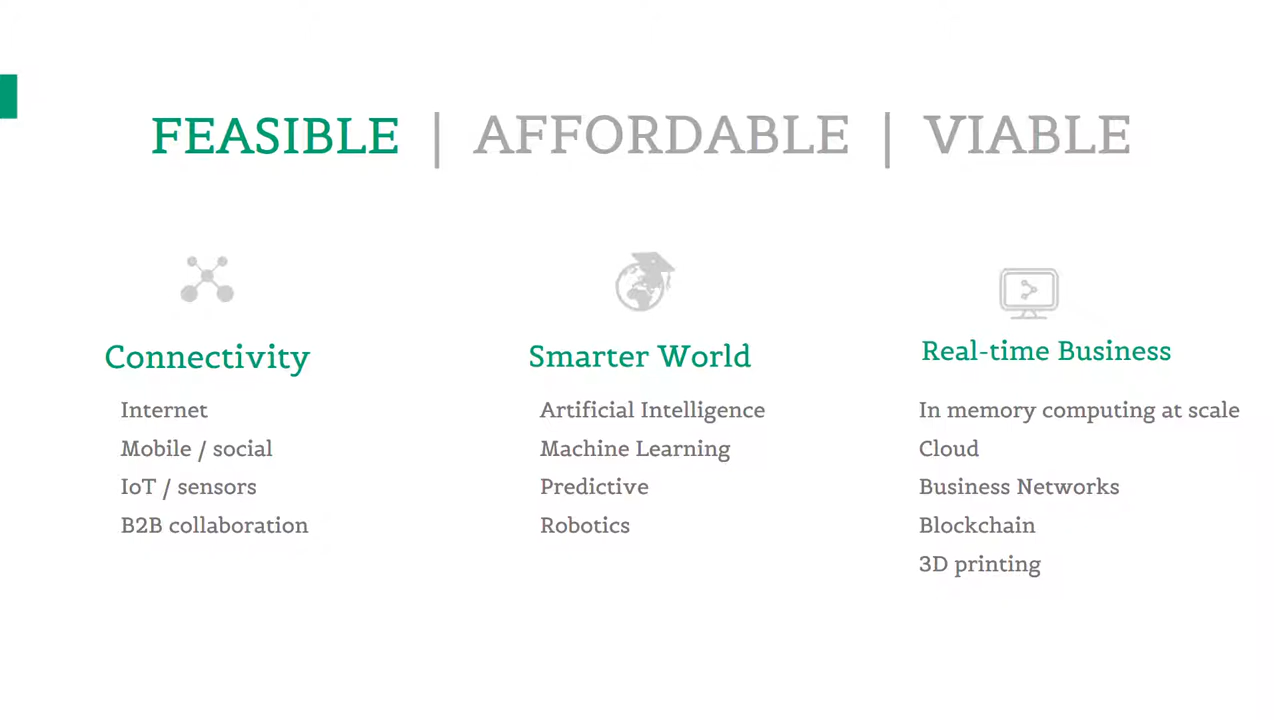 FEASIBLE | AFFORDABLE | VIABLE
Connectivity
Internet
Mobile / social
IoT / sensors
B2B collaboration
Smarter World
Artificial Intelligence
Machine Learning
Predictive
Robotics
Real-time Business
In memory computing at scale
Cloud
Business Networks
Blockchain
3D printing